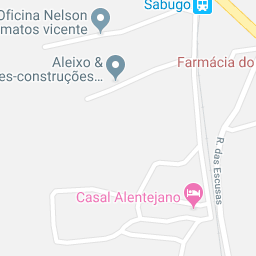 Sabugo
Oficina Nelson
matos vicente
Aleixo &
es-construções...
Farmácia do
R. das Escusas
Casal Alentejano